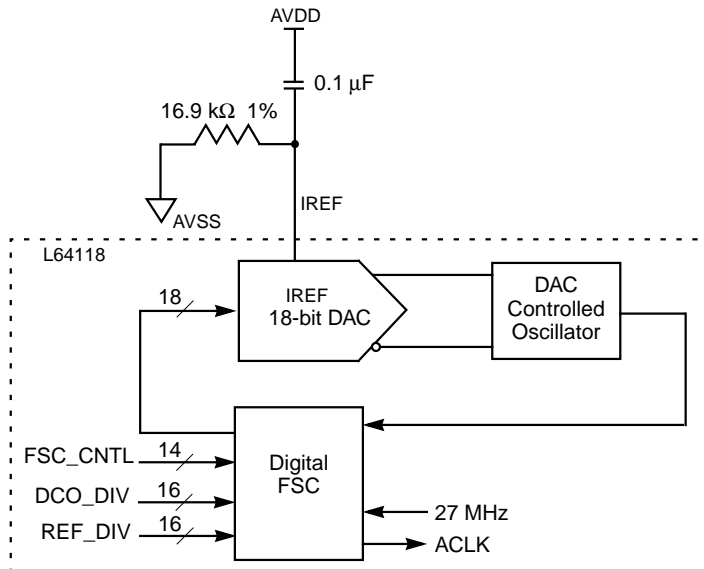 AVDD
0.1 μF
16.9 kΩ 1%
AVSS
IREF
L64118
18
IREF
18-bit DAC
DAC
Controlled
Oscillator
FSC_CNTL
14
DCO_DIV
16
REF_DIV
16
Digital
FSC
27 MHz
ACLK